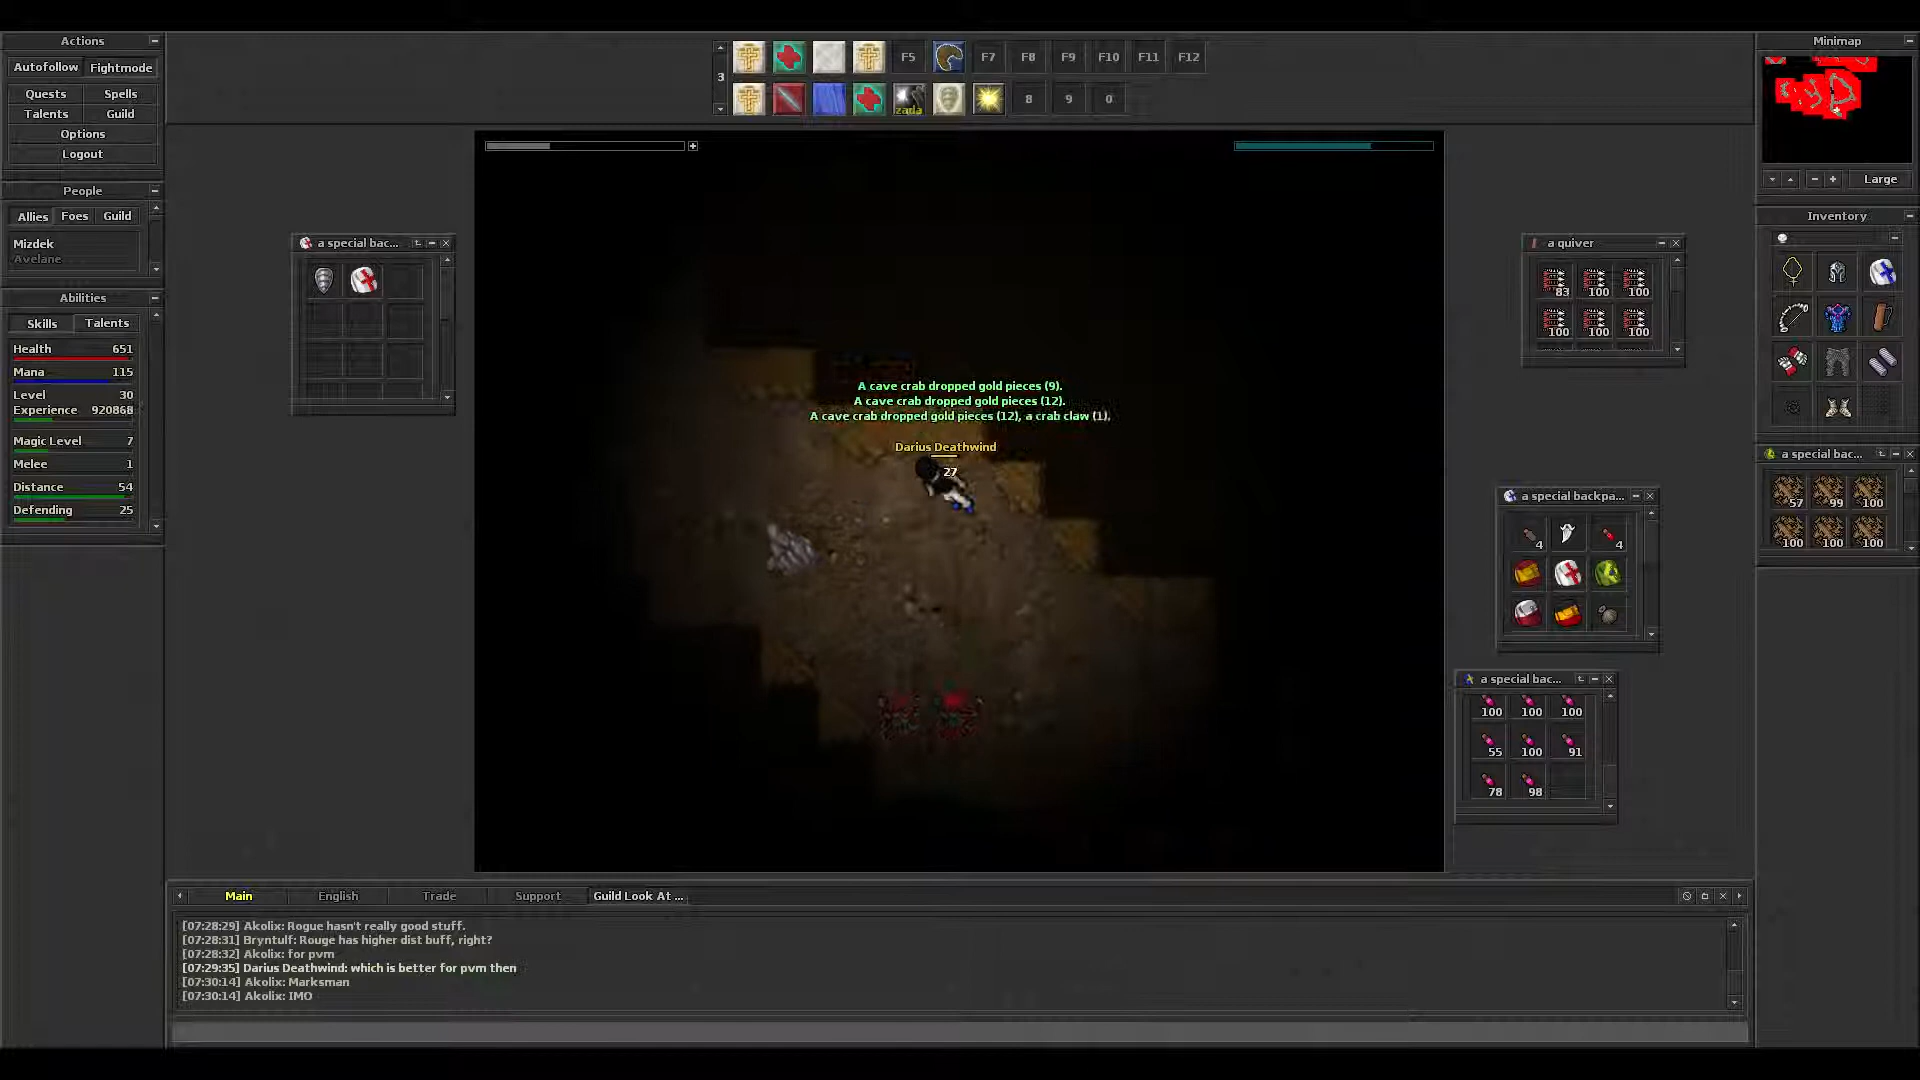 Actions
Autofollow Fightmode
Quests Spells
Talents Guild
Options
Logout
People
Allies Foes Guild
Mizdek
Avelane
Abilities
Skills Talents
Health 651
Mana 115
Level 30
Experience 920868
Magic Level 7
Melee 1
Distance 54
Defending 25
a special bac...
3
F5 F7 F8 F9 F10 F11 F12
zada 8 9 0
A cave crab dropped gold pieces (9).
A cave crab dropped gold pieces (12).
A cave crab dropped gold pieces (12), a crab claw (1).
Darius Deathwind
27
a quiver
83 100 100
100 100 100
a special backpa...
4 4
a special bac...
100 100 100
55 100 91
78 98
Minimap
Large
Inventory
a special bac...
57 99 100
100 100 100
Main English Trade Support Guild Look At ...
[07:28:29] Akolix: Rogue hasn't really good stuff.
[07:28:31] Bryntulf: Rouge has higher dist buff, right?
[07:28:32] Akolix: for pvm
[07:29:35] Darius Deathwind: which is better for pvm then
[07:30:14] Akolix: Marksman
[07:30:14] Akolix: IMO